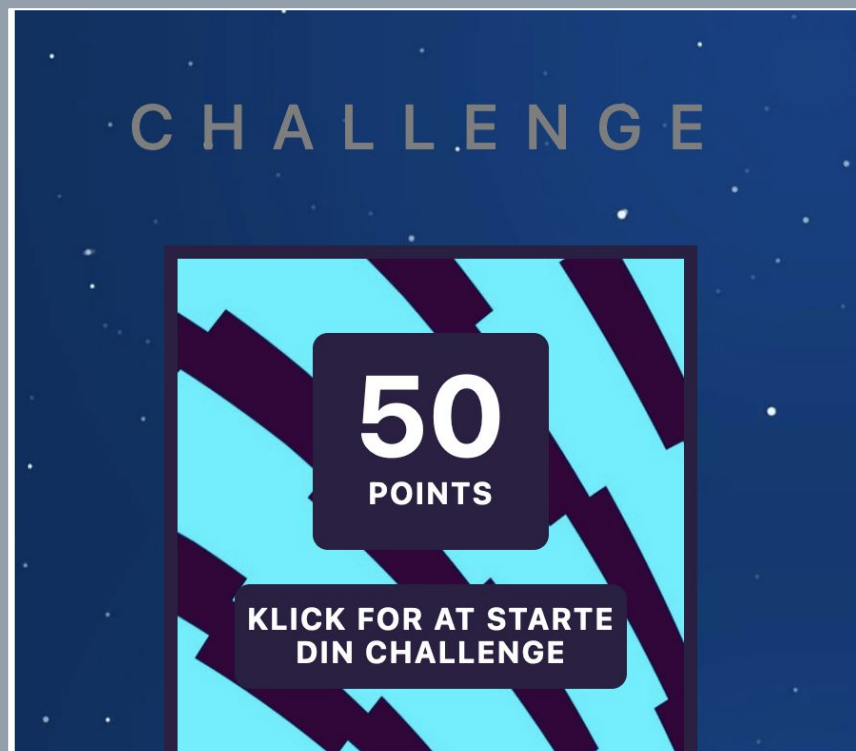 CHALLENGE
50
POINTS
KLICK FOR AT STARTE
DIN CHALLENGE